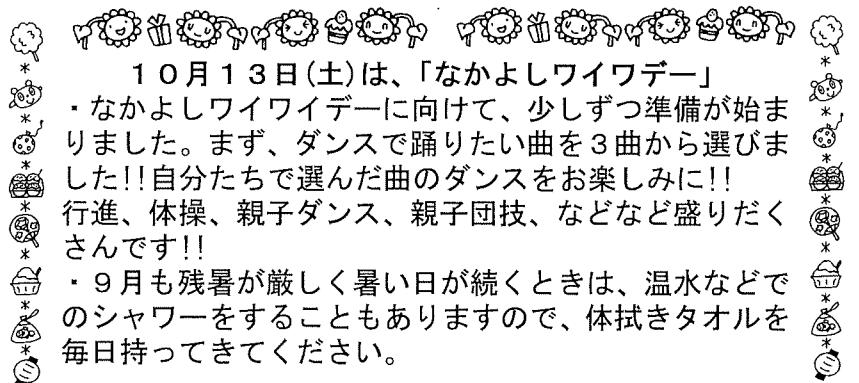 10月13日(土)は、「なかよしワイワデー」
・なかよしワイワイデーに向けて、少しずつ準備が始ま
りました。まず、ダンスで踊りたい曲を3曲から選びま
した!!自分たちで選んだ曲のダンスをお楽しみに!!
行進、体操、親子ダンス、親子団技、などなど盛りだく
さんです!!
・9月も残暑が厳しく暑い日が続くときは、温水などで
のシャワーをすることもありますので、体拭きタオルを
毎日持ってきてください。